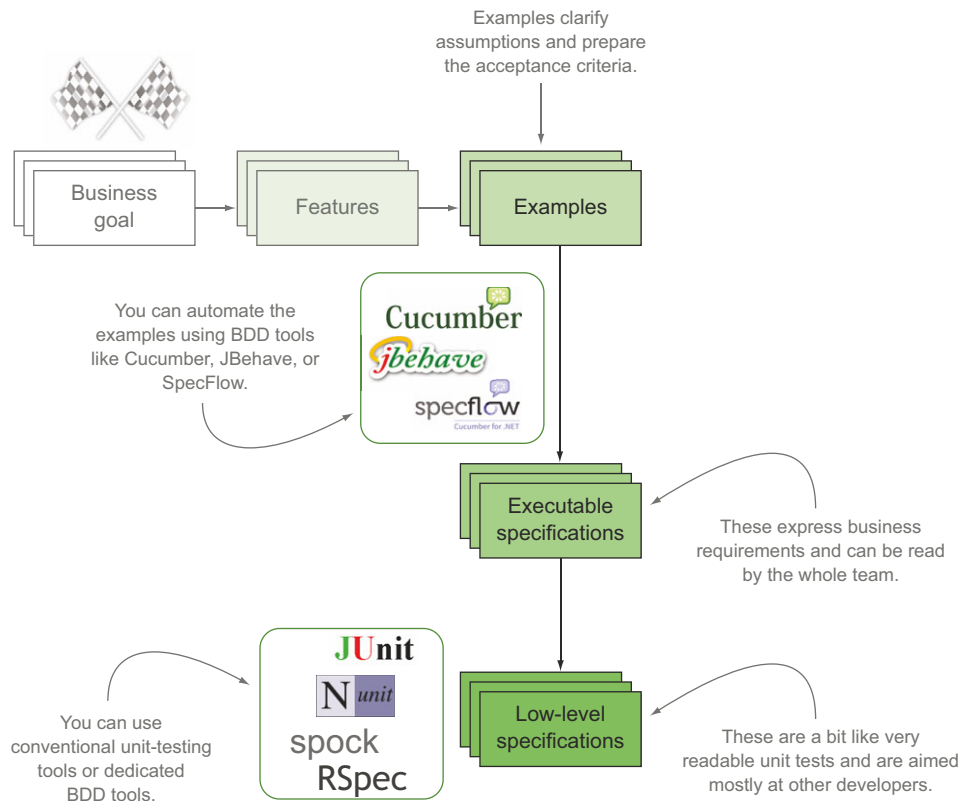 Examples clarify
assumptions and prepare
the acceptance criteria.
Business
goal
Features
Examples
You can automate the
examples using BDD tools
like Cucumber, JBehave, or
SpecFlow.
Cucumber
jbehave
specflow
Cucumber for .NET
Executable
specifications
These express business
requirements and can be read
by the whole team.
JUnit
N unit
spock
RSpec
You can use
conventional unit-testing
tools or dedicated
BDD tools.
Low-level
specifications
These are a bit like very
readable unit tests and are aimed
mostly at other developers.